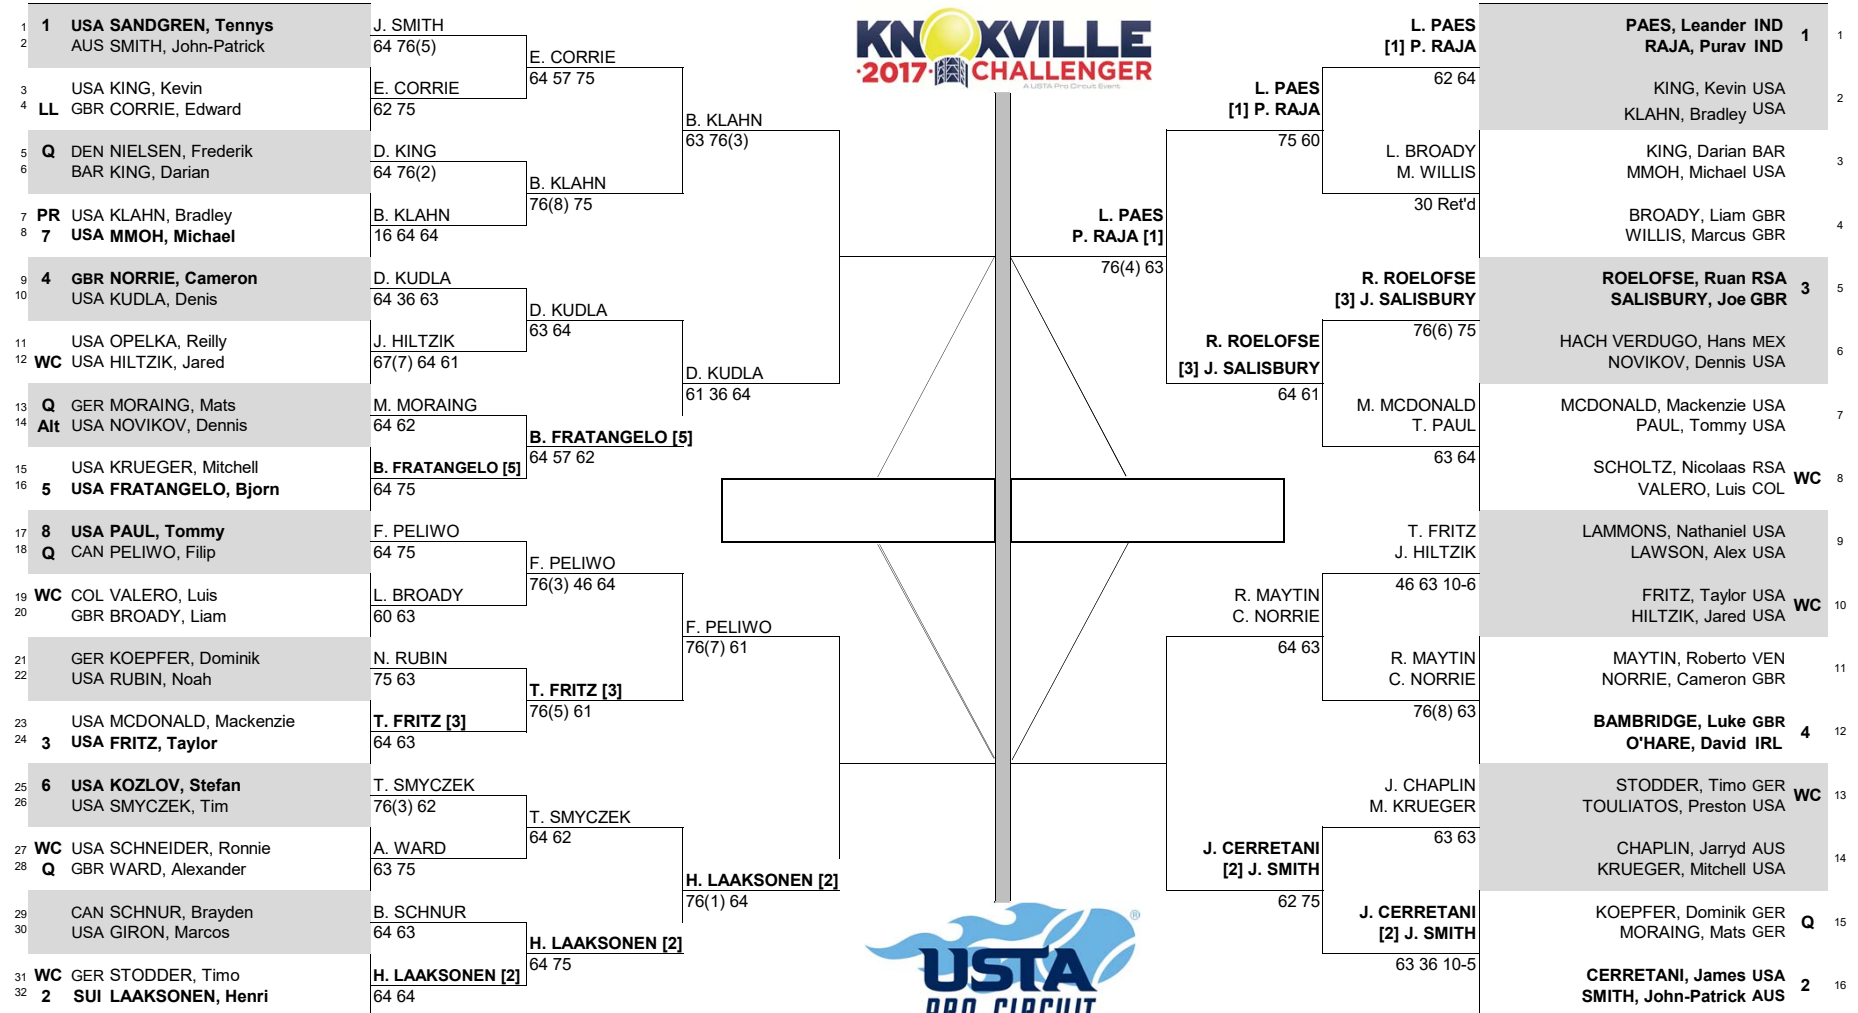 KNOXVILLE
·2017· CHALLENGER
A USTA Pro Circuit Event
1 1 USA SANDGREN, Tennys
2 AUS SMITH, John-Patrick
3 USA KING, Kevin
4 LL GBR CORRIE, Edward
5 Q DEN NIELSEN, Frederik
6 BAR KING, Darian
7 PR USA KLAHN, Bradley
8 7 USA MMOH, Michael
9 4 GBR NORRIE, Cameron
10 USA KUDLA, Denis
11 USA OPELKA, Reilly
12 WC USA HILTZIK, Jared
13 Q GER MORAING, Mats
14 Alt USA NOVIKOV, Dennis
15 USA KRUEGER, Mitchell
16 5 USA FRATANGELO, Bjorn
17 8 USA PAUL, Tommy
18 Q CAN PELIWO, Filip
19 WC COL VALERO, Luis
20 GBR BROADY, Liam
21 GER KOEPFER, Dominik
22 USA RUBIN, Noah
23 USA MCDONALD, Mackenzie
24 3 USA FRITZ, Taylor
25 6 USA KOZLOV, Stefan
26 USA SMYCZEK, Tim
27 WC USA SCHNEIDER, Ronnie
28 Q GBR WARD, Alexander
29 CAN SCHNUR, Brayden
30 USA GIRON, Marcos
31 WC GER STODDER, Timo
32 2 SUI LAAKSONEN, Henri
J. SMITH
64 76(5)
E. CORRIE
62 75
D. KING
64 76(2)
B. KLAHN
16 64 64
D. KUDLA
64 36 63
J. HILTZIK
67(7) 64 61
M. MORAING
64 62
B. FRATANGELO [5]
64 75
F. PELIWO
64 75
L. BROADY
60 63
N. RUBIN
75 63
T. FRITZ [3]
64 63
T. SMYCZEK
76(3) 62
A. WARD
63 75
B. SCHNUR
64 63
H. LAAKSONEN [2]
64 64
E. CORRIE
64 57 75
B. KLAHN
76(8) 75
D. KUDLA
63 64
B. FRATANGELO [5]
64 57 62
F. PELIWO
76(3) 46 64
T. FRITZ [3]
76(5) 61
T. SMYCZEK
64 62
H. LAAKSONEN [2]
64 75
B. KLAHN
63 76(3)
D. KUDLA
61 36 64
F. PELIWO
76(7) 61
H. LAAKSONEN [2]
76(1) 64
L. PAES
P. RAJA [1]
76(4) 63
L. PAES
[1] P. RAJA
75 60
R. ROELOFSE
[3] J. SALISBURY
64 61
R. MAYTIN
C. NORRIE
64 63
J. CERRETANI
[2] J. SMITH
62 75
L. PAES
[1] P. RAJA
62 64
L. BROADY
M. WILLIS
30 Ret'd
R. ROELOFSE
[3] J. SALISBURY
76(6) 75
M. MCDONALD
T. PAUL
63 64
T. FRITZ
J. HILTZIK
46 63 10-6
R. MAYTIN
C. NORRIE
76(8) 63
J. CHAPLIN
M. KRUEGER
63 63
J. CERRETANI
[2] J. SMITH
63 36 10-5
PAES, Leander IND
RAJA, Purav IND 1 1
KING, Kevin USA
KLAHN, Bradley USA 2
KING, Darian BAR
MMOH, Michael USA 3
BROADY, Liam GBR
WILLIS, Marcus GBR 4
ROELOFSE, Ruan RSA
SALISBURY, Joe GBR 3 5
HACH VERDUGO, Hans MEX
NOVIKOV, Dennis USA 6
MCDONALD, Mackenzie USA
PAUL, Tommy USA 7
SCHOLTZ, Nicolaas RSA
VALERO, Luis COL WC 8
LAMMONS, Nathaniel USA
LAWSON, Alex USA 9
FRITZ, Taylor USA
HILTZIK, Jared USA WC 10
MAYTIN, Roberto VEN
NORRIE, Cameron GBR 11
BAMBRIDGE, Luke GBR
O'HARE, David IRL 4 12
STODDER, Timo GER
TOULIATOS, Preston USA WC 13
CHAPLIN, Jarryd AUS
KRUEGER, Mitchell USA 14
KOEPFER, Dominik GER
MORAING, Mats GER Q 15
CERRETANI, James USA
SMITH, John-Patrick AUS 2 16
®
USTA
PRO CIRCUIT